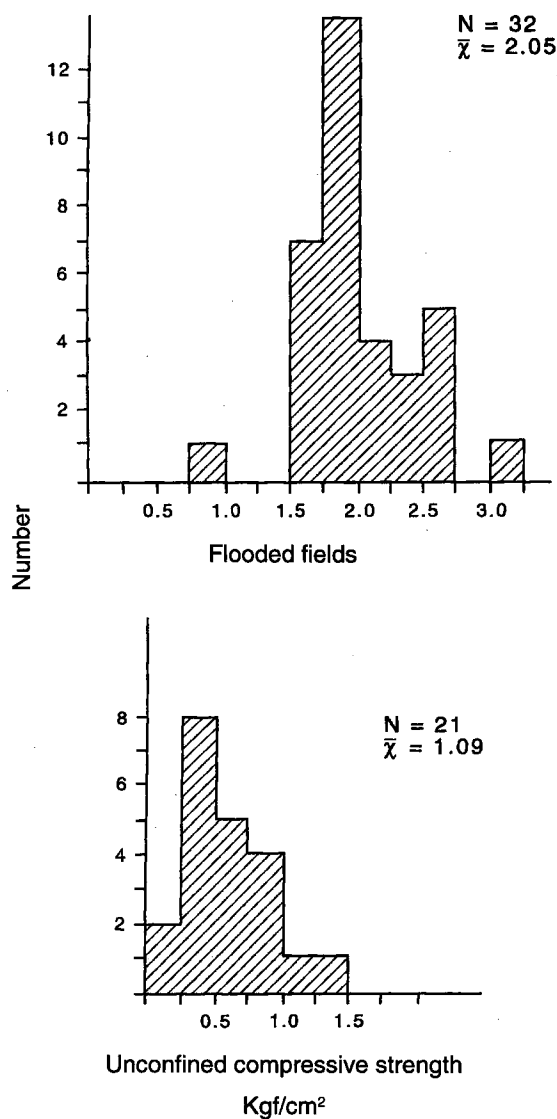 N = 32
x̄ = 2.05
12
10
8
6
4
2
0.5 1.0 1.5 2.0 2.5 3.0
Flooded fields
Number
N = 21
x̄ = 1.09
8
6
4
2
0.5 1.0 1.5
Unconfined compressive strength
Kgf/cm²